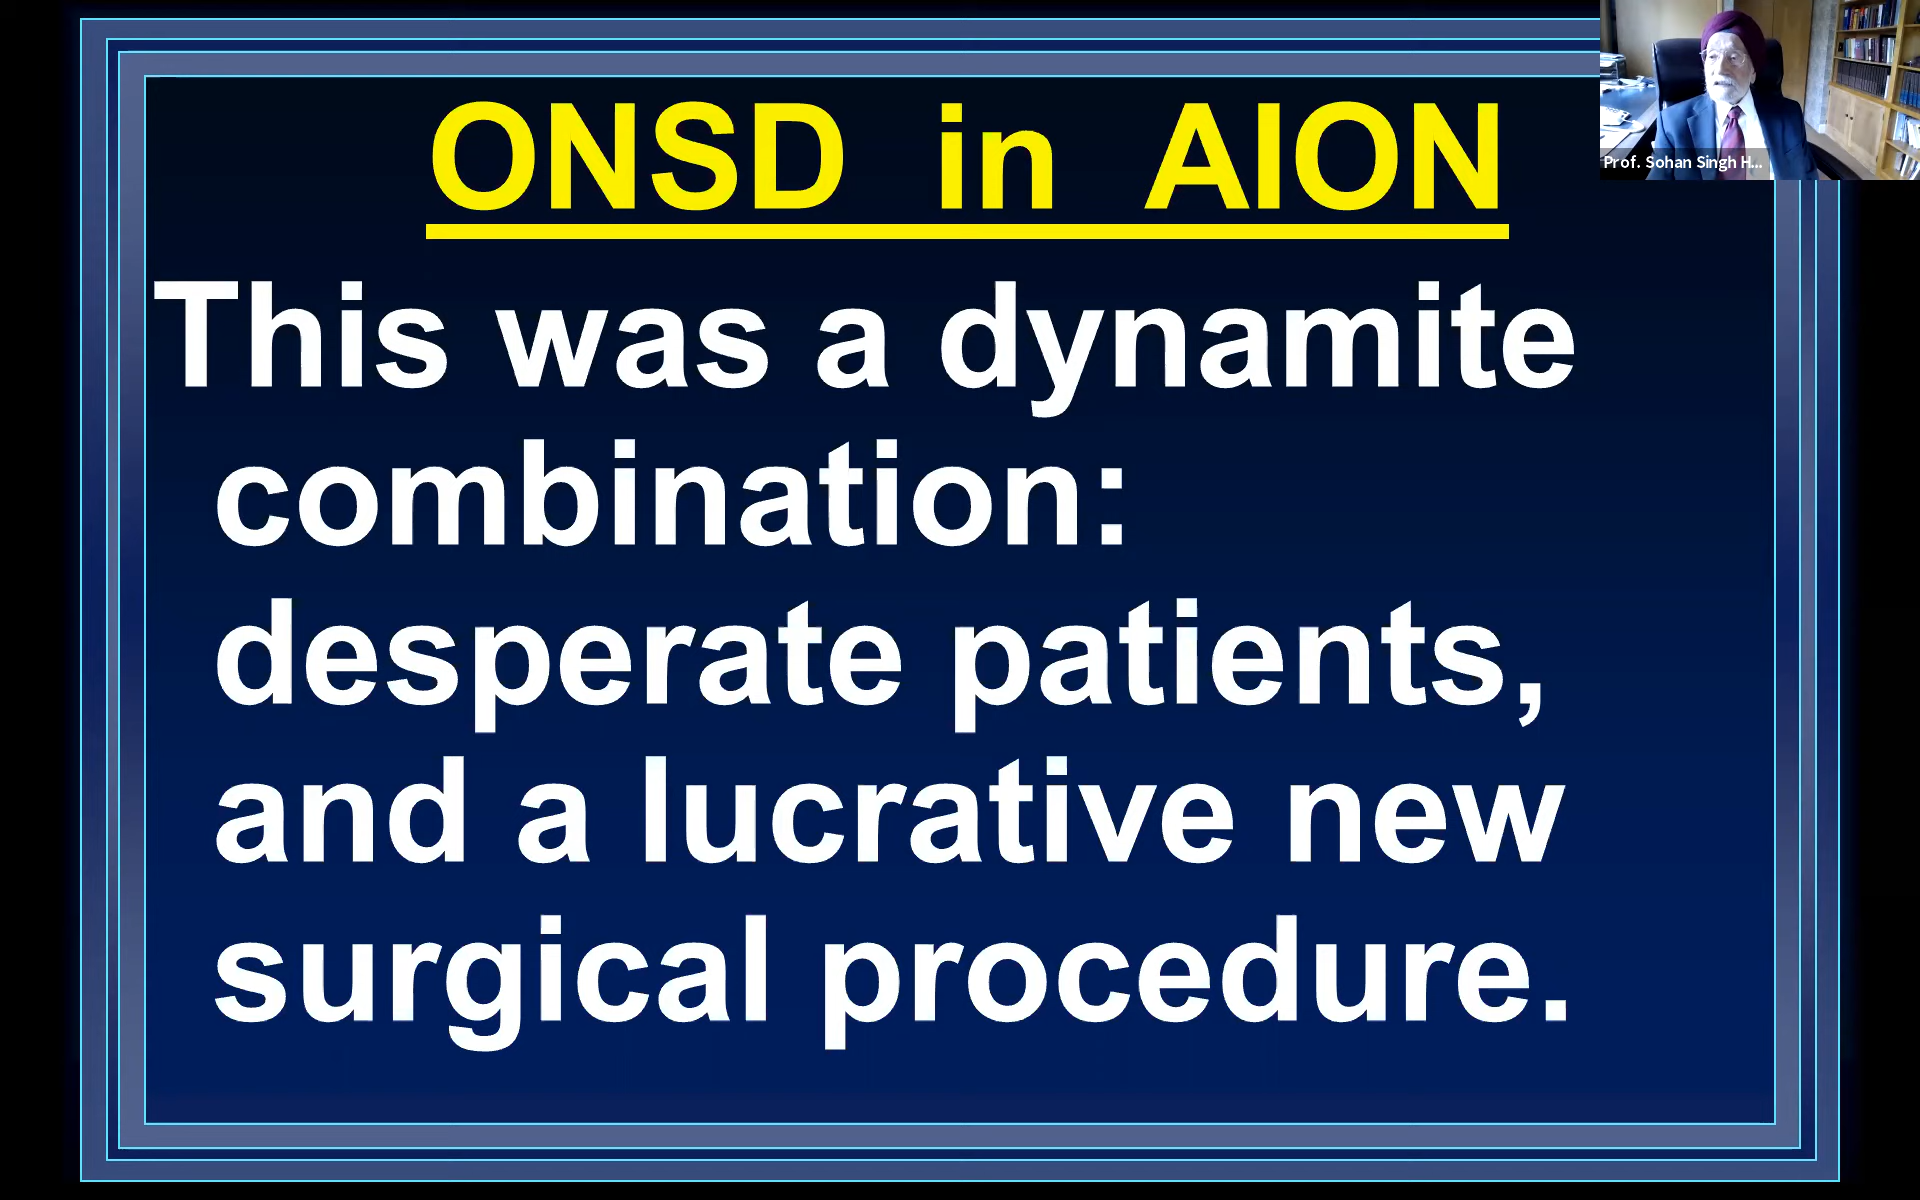 ONSD in AION
This was a dynamite
combination:
desperate patients,
and a lucrative new
surgical procedure.
Prof. Sohan Singh H...